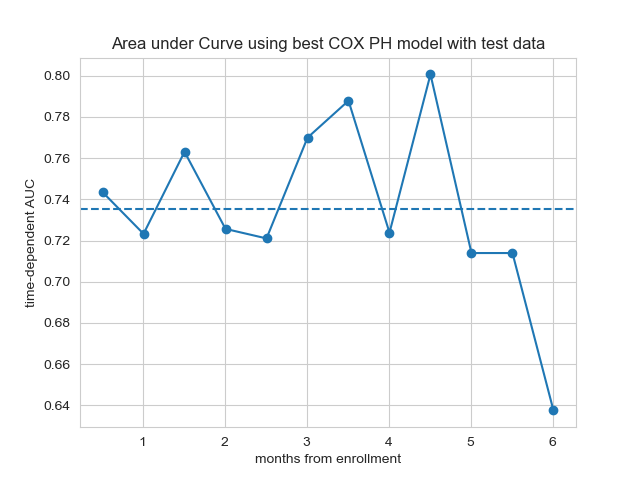 Area under Curve using best COX PH model with test data
time-dependent AUC
0.80
0.78
0.76
0.74
0.72
0.70
0.68
0.66
0.64
1 2 3 4 5 6
months from enrollment